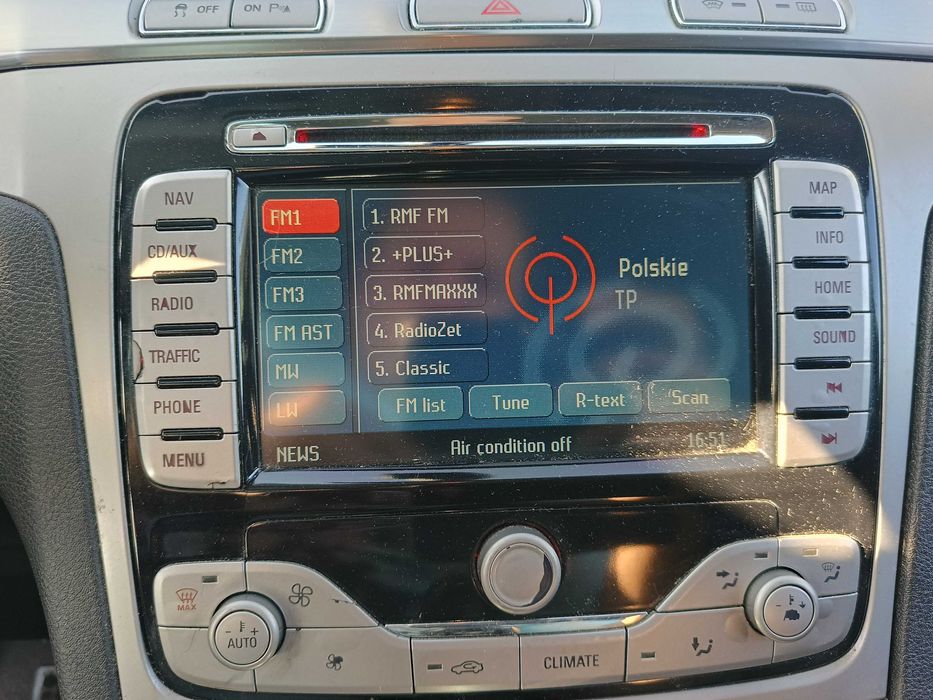 OFF
ON P
NAV
CD/AUX
RADIO
TRAFFIC
PHONE
MENU
FM1
FM2
FM3
FM AST
MW
LW
1. RMF FM
2. +PLUS+
3. RMFMAXXX
4. RadioZet
5. Classic
Polskie
TP
FM list
Tune
R-text
Scan
NEWS
Air condition off
16:51
MAP
INFO
HOME
SOUND
MAX
- +
AUTO
CLIMATE